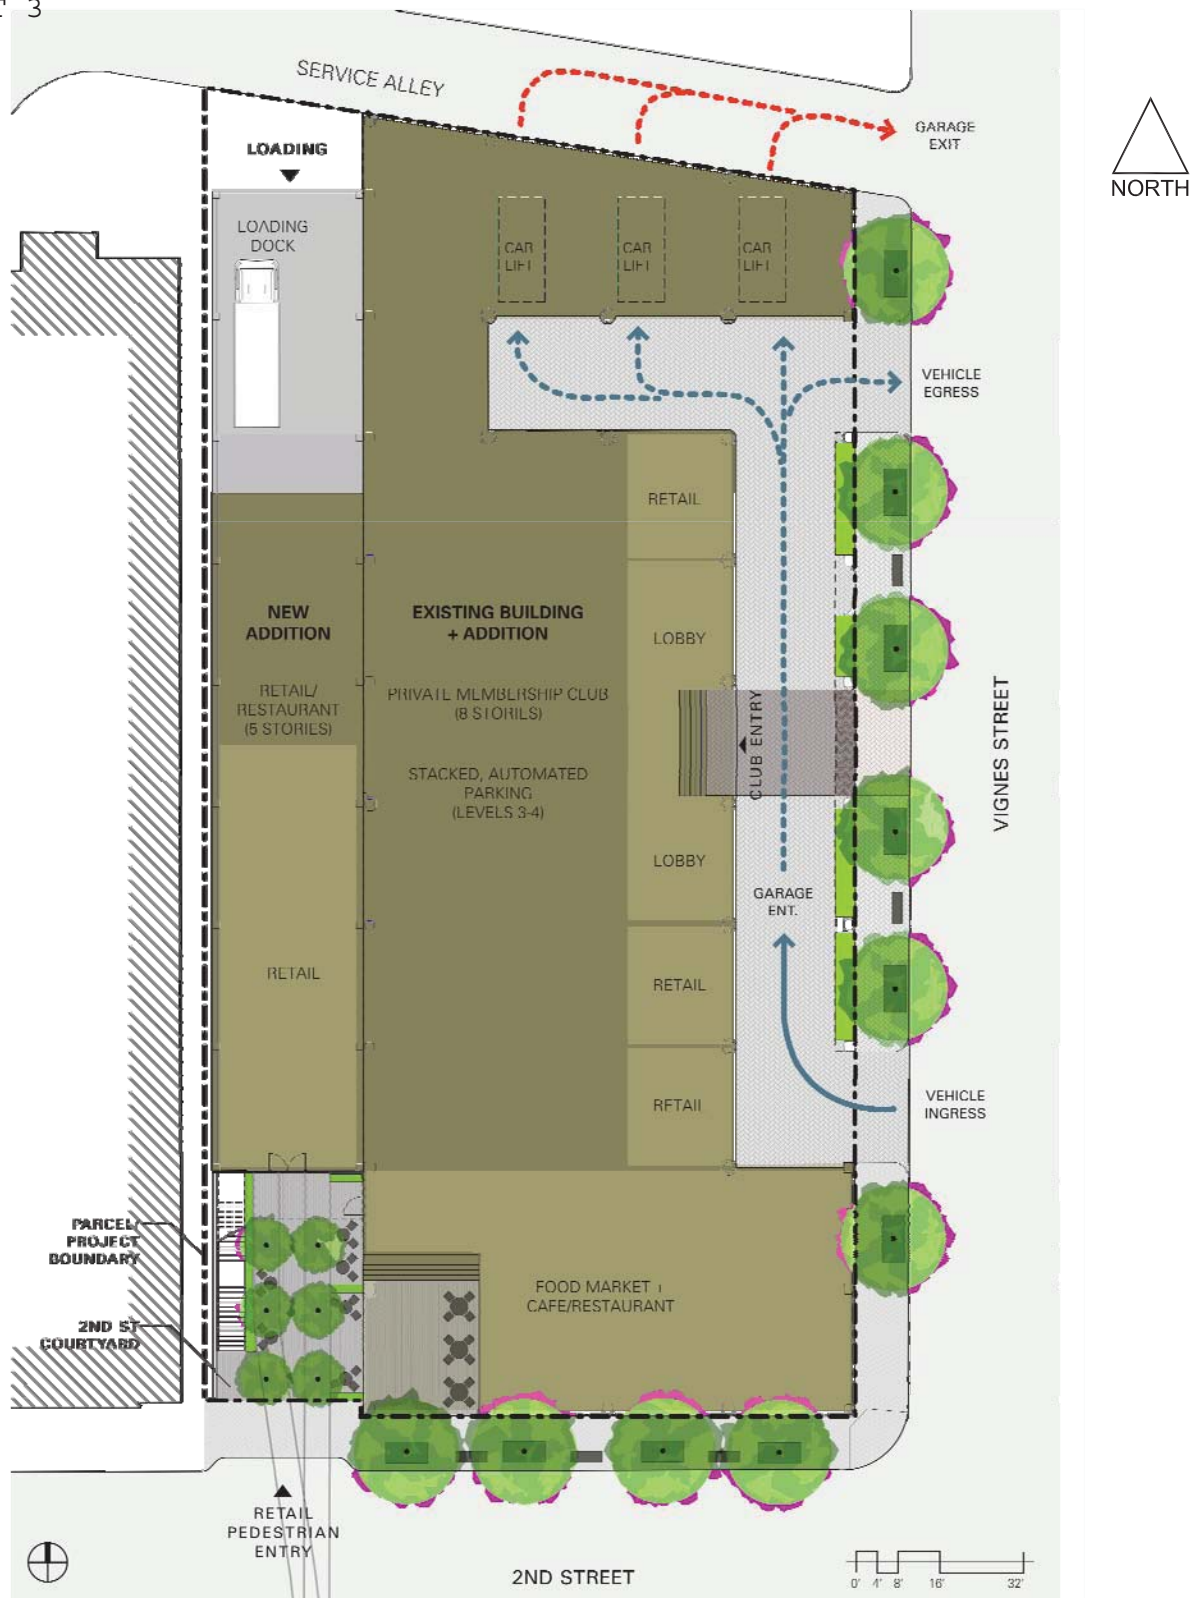 3
SERVICE ALLEY
GARAGE
EXIT
NORTH
LOADING
LOADING
DOCK
CAR
LIFT
CAR
LIFT
CAR
LIFT
VEHICLE
EGRESS
RETAIL
NEW
ADDITION
EXISTING BUILDING
+ ADDITION
LOBBY
RETAIL/
RESTAURANT
(5 STORIES)
PRIVATE MEMBERSHIP CLUB
(8 STORIES)
CLUB ENTRY
VIGNES STREET
STACKED, AUTOMATED
PARKING
(LEVELS 3-4)
LOBBY
GARAGE
ENT.
RETAIL
RETAIL
RETAIL
VEHICLE
INGRESS
PARCEL/
PROJECT
BOUNDARY
FOOD MARKET +
CAFE/RESTAURANT
2ND ST
COURTYARD
RETAIL
PEDESTRIAN
ENTRY
2ND STREET
0' 4' 8' 16' 32'